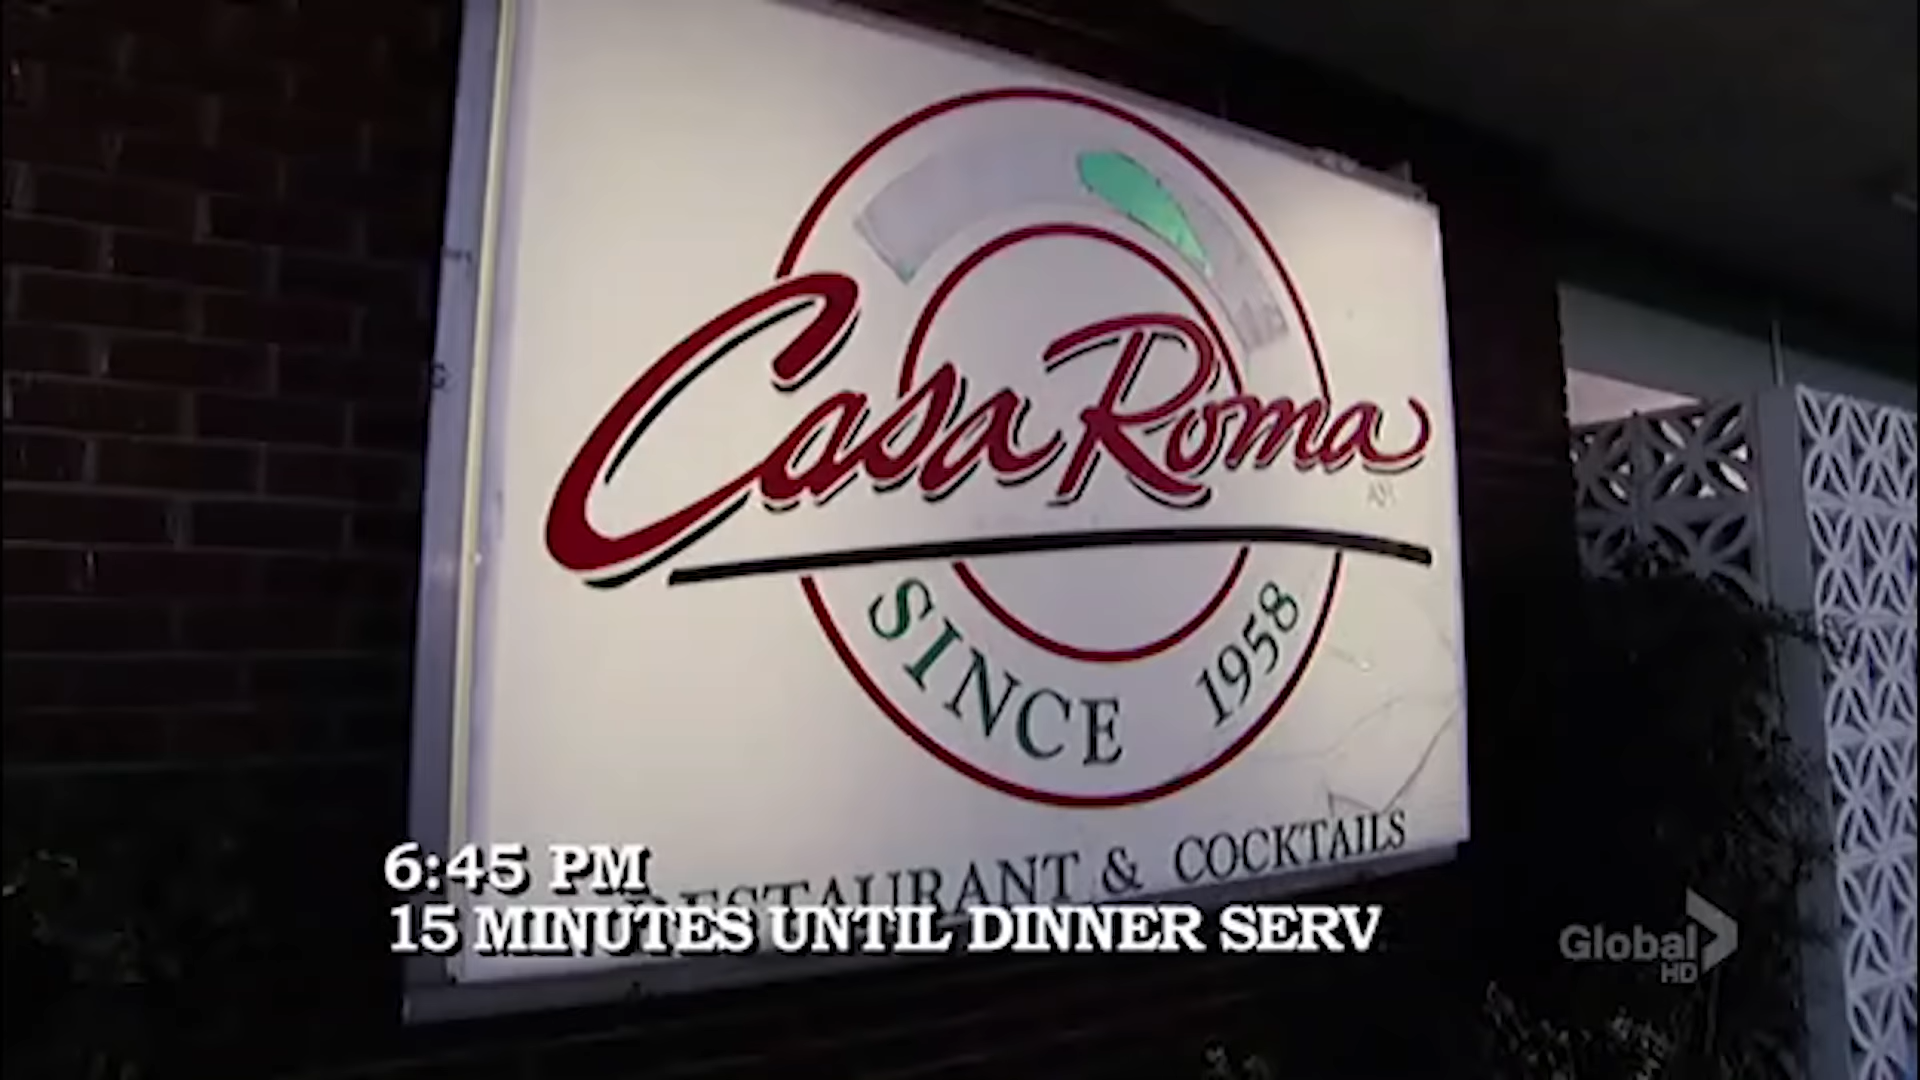 Casa Roma
SINCE 1958
RESTAURANT & COCKTAILS
6:45 PM
15 MINUTES UNTIL DINNER SERV
Global
HD